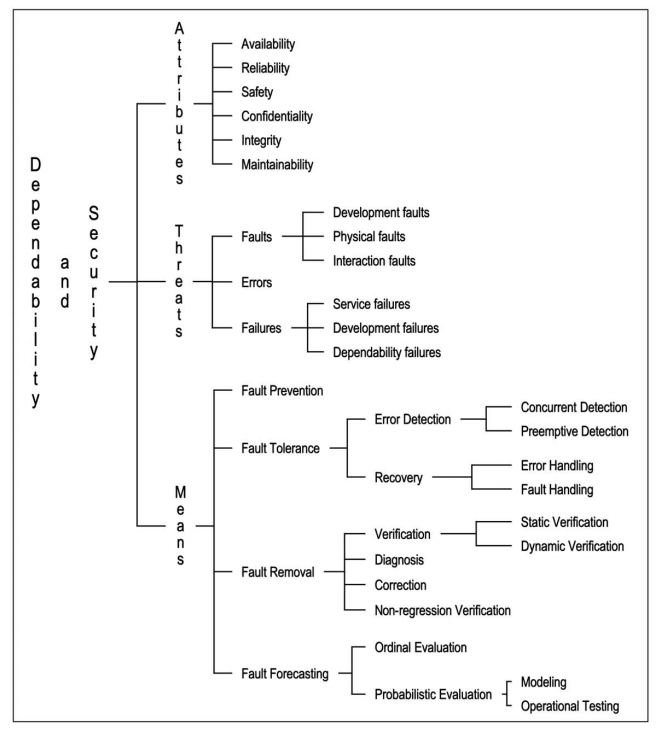 Dependability
and
Security
Attributes
Availability
Reliability
Safety
Confidentiality
Integrity
Maintainability
Threats
Faults
Development faults
Physical faults
Interaction faults
Errors
Failures
Service failures
Development failures
Dependability failures
Means
Fault Prevention
Fault Tolerance
Error Detection
Concurrent Detection
Preemptive Detection
Recovery
Error Handling
Fault Handling
Fault Removal
Verification
Static Verification
Dynamic Verification
Diagnosis
Correction
Non-regression Verification
Fault Forecasting
Ordinal Evaluation
Probabilistic Evaluation
Modeling
Operational Testing